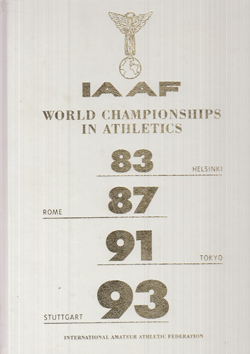 IAAF
WORLD CHAMPIONSHIPS
IN ATHLETICS
83 HELSINKI
ROME 87
91 TOKYO
STUTTGART 93
INTERNATIONAL AMATEUR ATHLETIC FEDERATION